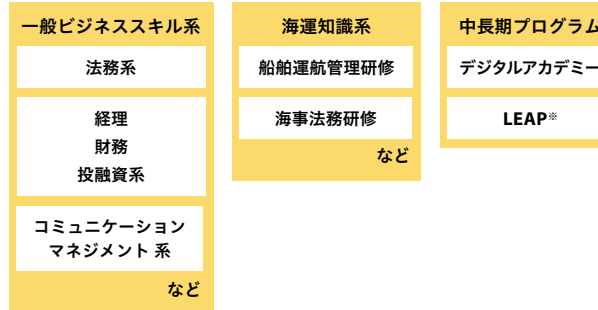 一般ビジネススキル系
法務系
経理
財務
投融資系
コミュニケーション
マネジメント 系
など
海運知識系
船舶運航管理研修
海事法務研修
など
中長期プログラム
デジタルアカデミー
LEAP※